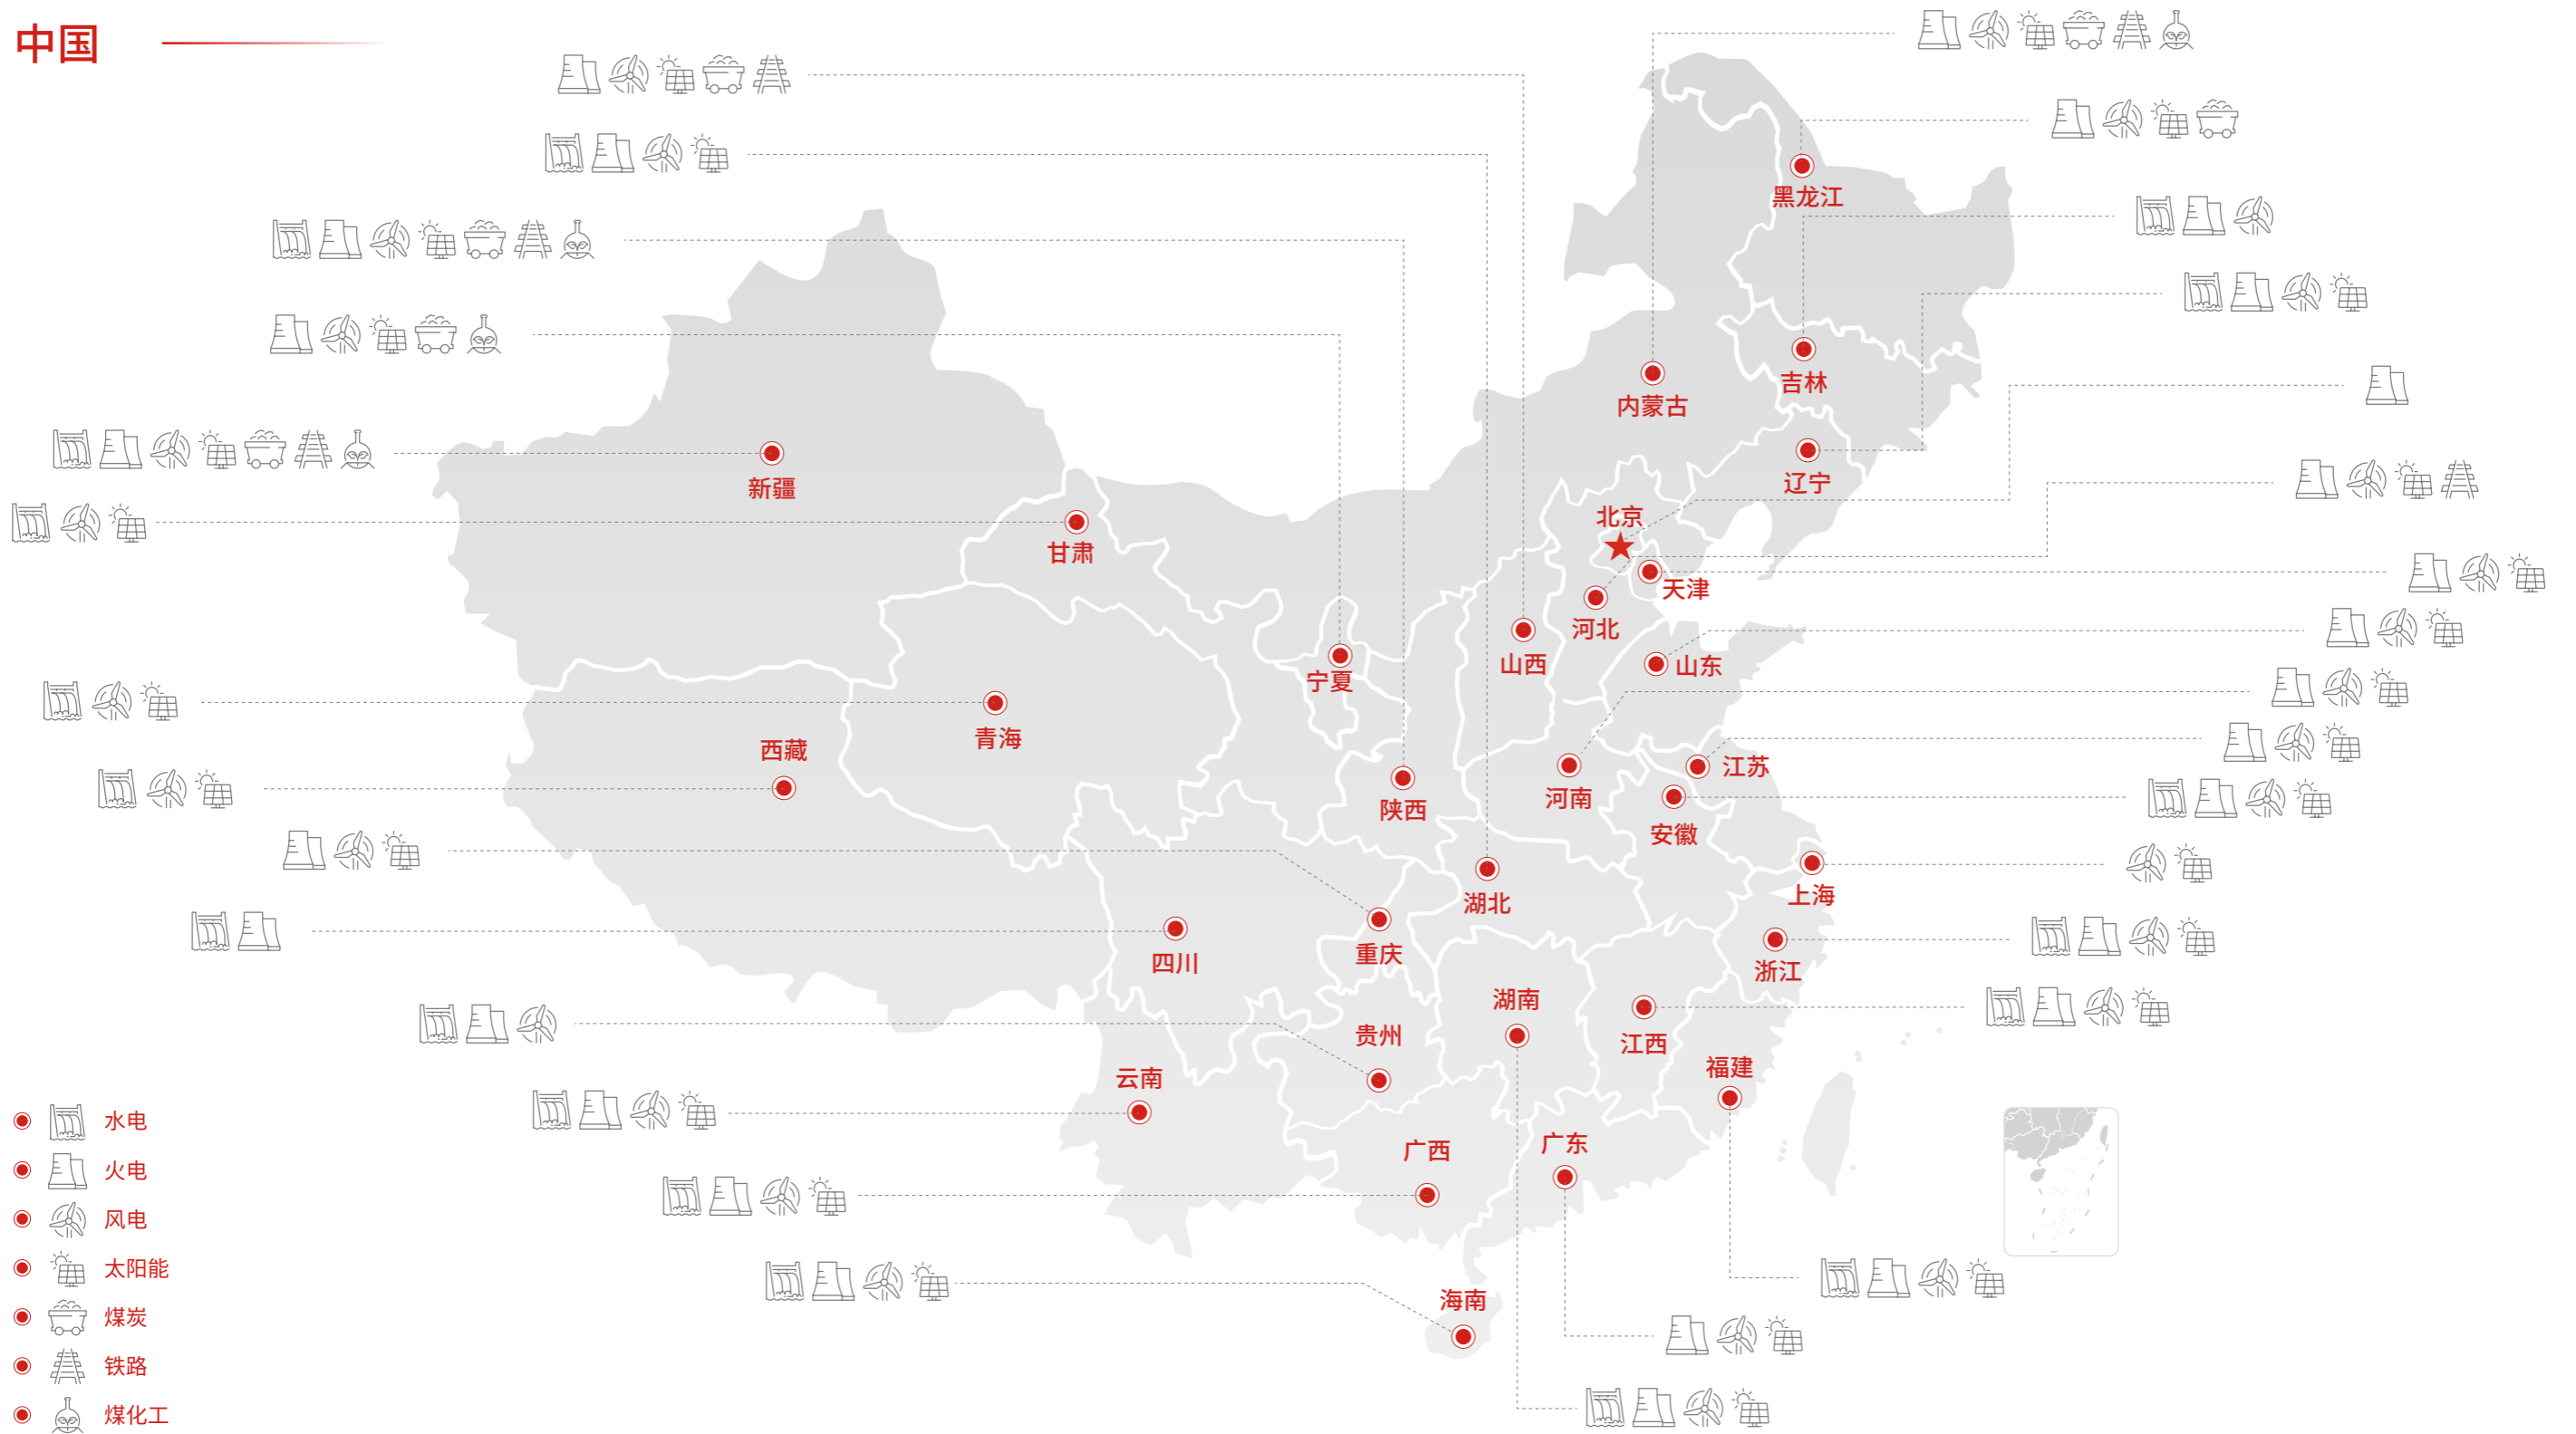 中国
黑龙江
吉林
内蒙古
辽宁
新疆
北京
甘肃
天津
河北
山西
山东
宁夏
青海
西藏
江苏
河南
陕西
安徽
上海
湖北
重庆
四川
浙江
湖南
贵州
江西
福建
云南
广东
广西
海南
水电
火电
风电
太阳能
煤炭
铁路
煤化工